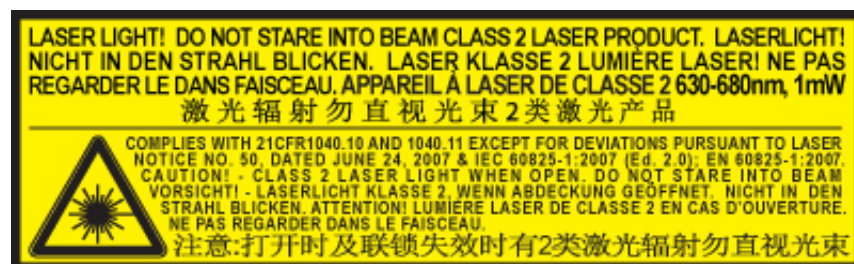 LASER LIGHT! DO NOT STARE INTO BEAM CLASS 2 LASER PRODUCT. LASERLICHT!
NICHT IN DEN STRAHL BLICKEN. LASER KLASSE 2 LUMIÈRE LASER! NE PAS
REGARDER LE DANS FAISCEAU. APPAREIL À LASER DE CLASSE 2 630-680nm, 1mW
激光辐射勿直视光束2类激光产品
COMPLIES WITH 21CFR1040.10 AND 1040.11 EXCEPT FOR DEVIATIONS PURSUANT TO LASER
NOTICE NO. 50, DATED JUNE 24, 2007 & IEC 60825-1:2007 (Ed. 2.0); EN 60825-1:2007.
CAUTION! - CLASS 2 LASER LIGHT WHEN OPEN. DO NOT STARE INTO BEAM
VORSICHT! - LASERLICHT KLASSE 2, WENN ABDECKUNG GEÖFFNET. NICHT IN DEN
STRAHL BLICKEN. ATTENTION! LUMIÈRE LASER DE CLASSE 2 EN CAS D'OUVERTURE.
NE PAS REGARDER DANS LE FAISCEAU.
注意:打开时及联锁失效时有2类激光辐射勿直视光束